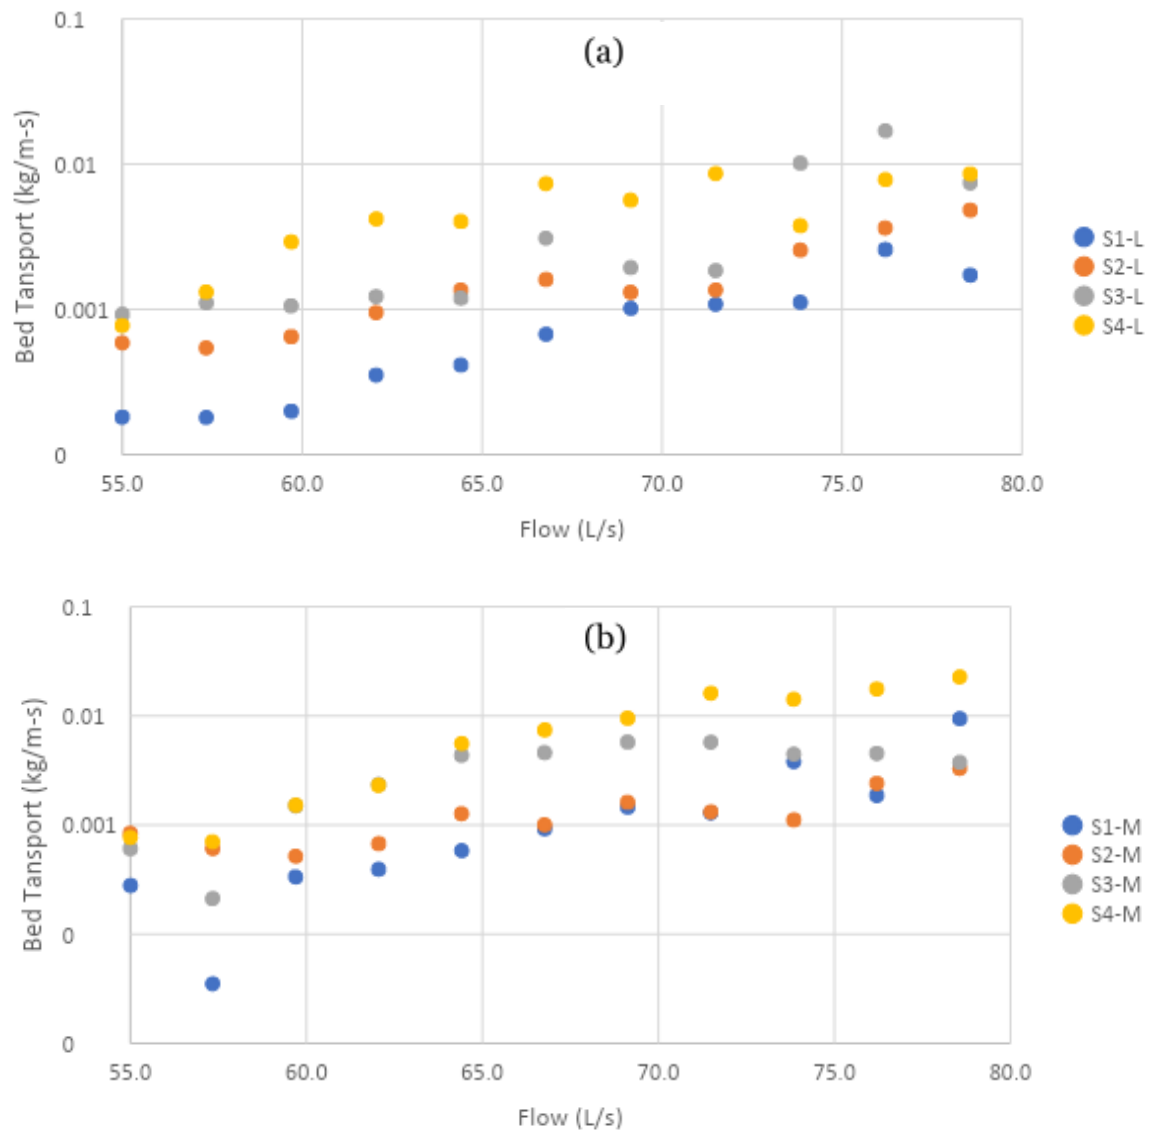 (a)
Bed Tansport (kg/m-s)
0.1
0.01
0.001
0
55.0 60.0 65.0 70.0 75.0 80.0
Flow (L/s)
S1-L
S2-L
S3-L
S4-L
(b)
Bed Tansport (kg/m-s)
0.1
0.01
0.001
0
0
55.0 60.0 65.0 70.0 75.0 80.0
Flow (L/s)
S1-M
S2-M
S3-M
S4-M